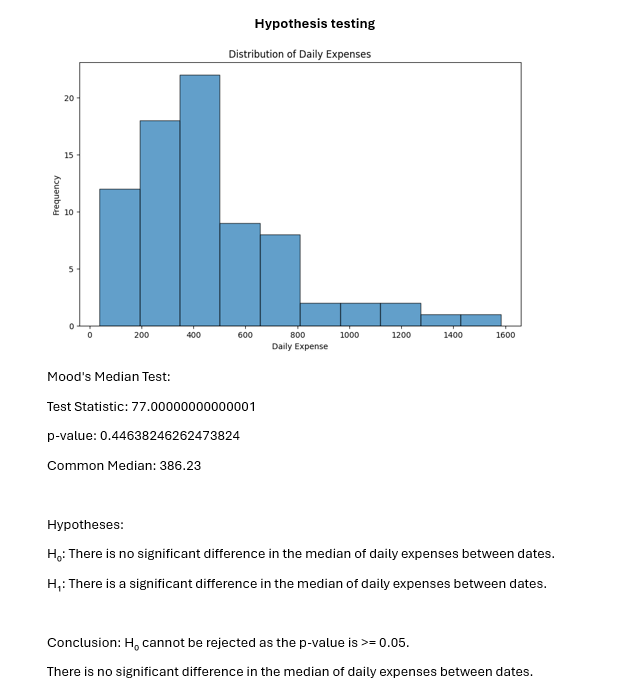 Hypothesis testing
Distribution of Daily Expenses
20
15
10
5
0
Frequency
0 200 400 600 800 1000 1200 1400 1600
Daily Expense
Mood's Median Test:
Test Statistic: 77.00000000000001
p-value: 0.44638246262473824
Common Median: 386.23
Hypotheses:
H₀: There is no significant difference in the median of daily expenses between dates.
H₁: There is a significant difference in the median of daily expenses between dates.
Conclusion: H₀ cannot be rejected as the p-value is >= 0.05.
There is no significant difference in the median of daily expenses between dates.